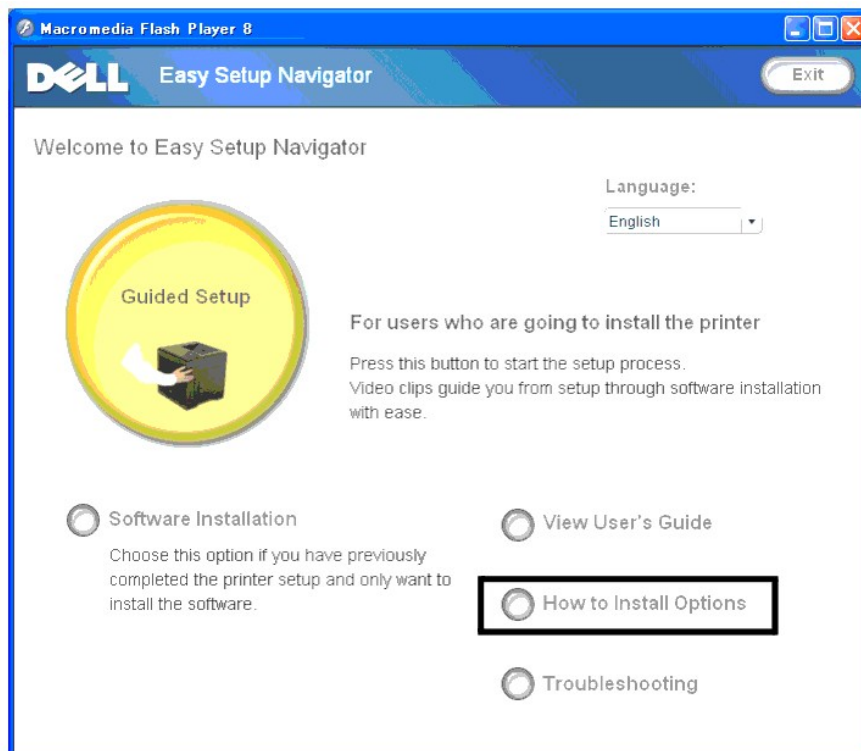 Macromedia Flash Player 8
DELL Easy Setup Navigator
Exit
Welcome to Easy Setup Navigator
Language:
English
Guided Setup
For users who are going to install the printer
Press this button to start the setup process.
Video clips guide you from setup through software installation
with ease.
Software Installation
Choose this option if you have previously
completed the printer setup and only want to
install the software.
View User's Guide
How to Install Options
Troubleshooting